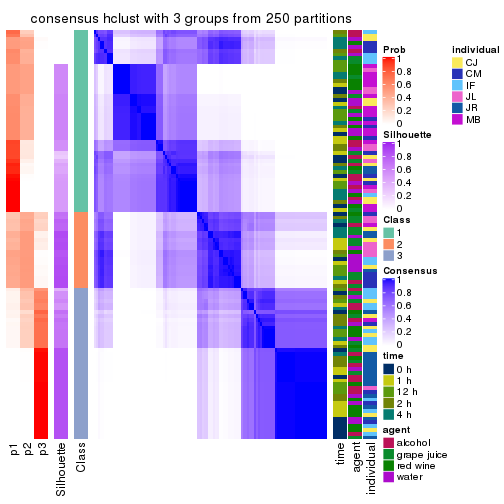 consensus hclust with 3 groups from 250 partitions
Prob
1
0.8
0.6
0.4
0.2
0
Silhouette
1
0.8
0.6
0.4
0.2
0
Class
1
2
3
Consensus
1
0.8
0.6
0.4
0.2
0
time
0 h
1 h
12 h
2 h
4 h
agent
alcohol
grape juice
red wine
water
individual
CJ
CM
IF
JL
JR
MB
p1
p2
p3
Silhouette
Class
time
agent
individual